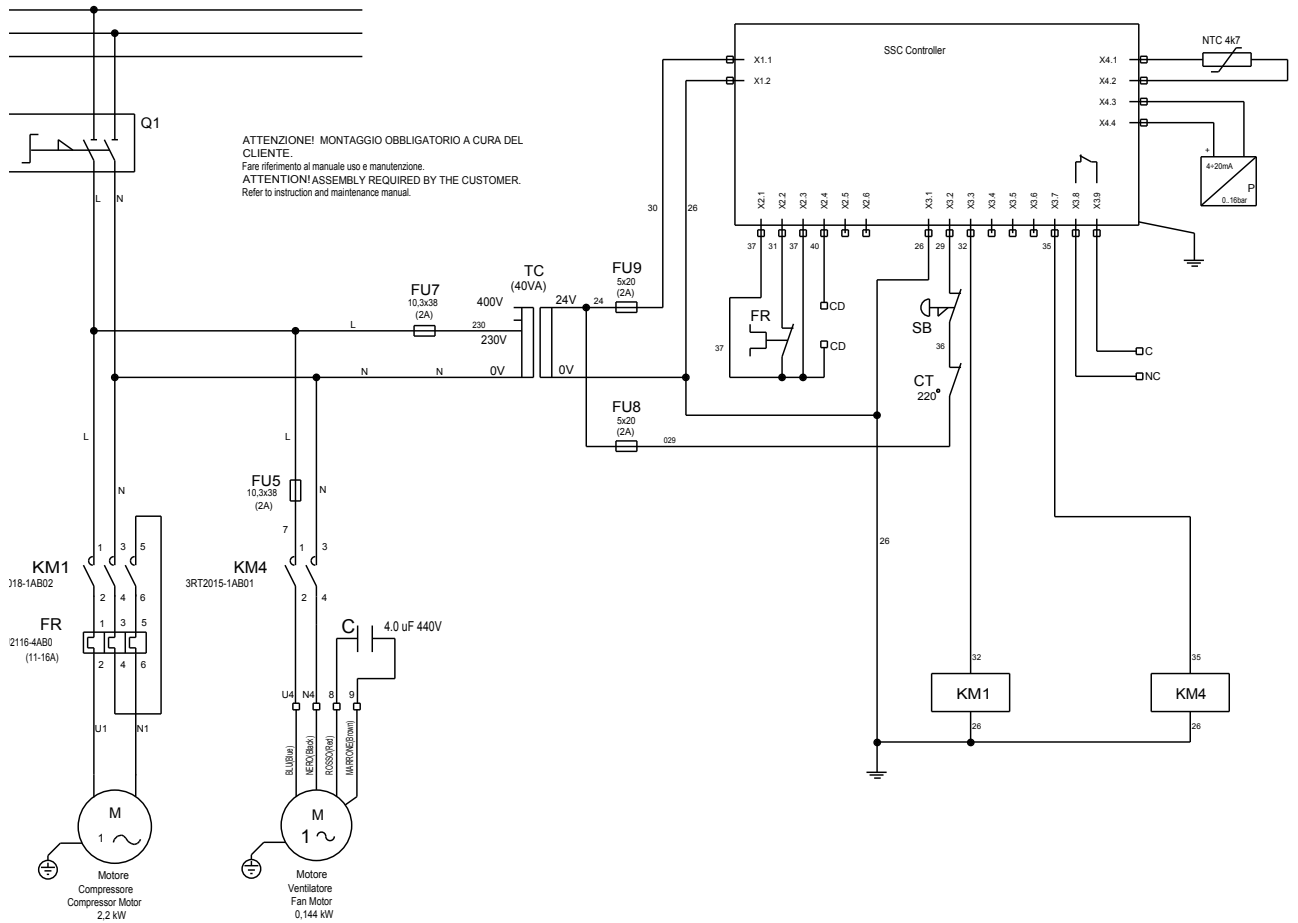 SSC Controller
NTC 4k7
X1.1
X1.2
X4.1
X4.2
X4.3
X4.4
+
4÷20mA
P
0..16bar
Q1
ATTENZIONE! MONTAGGIO OBBLIGATORIO A CURA DEL
CLIENTE.
Fare riferimento al manuale uso e manutenzione.
ATTENTION! ASSEMBLY REQUIRED BY THE CUSTOMER.
Refer to instruction and maintenance manual.
L
N
30
26
X2.1
X2.2
X2.3
X2.4
X2.5
X2.6
X3.1
X3.2
X3.3
X3.4
X3.5
X3.6
X3.7
X3.8
X3.9
37
31
37
40
26
29
32
35
FU7
10,3x38
(2A)
TC
(40VA)
400V
230
230V
0V
24V
0V
24
FU9
5x20
(2A)
L
N
N
FR
37
CD
CD
SB
36
CT
220°
C
NC
FU8
5x20
(2A)
029
L
N
L
N
FU5
10,3x38
(2A)
7
26
KM1
018-1AB02
1
3
5
2
4
6
KM4
3RT2015-1AB01
1
3
2
4
FR
2116-4AB0
(11-16A)
1
3
5
2
4
6
C
4.0 uF 440V
U4
N4
8
9
BLU(Blue)
NERO(Black)
ROSSO(Red)
MARRONE(Brown)
U1
N1
32
KM1
26
35
KM4
26
M
1
Motore
Compressore
Compressor Motor
2,2 kW
M
1
Motore
Ventilatore
Fan Motor
0,144 kW